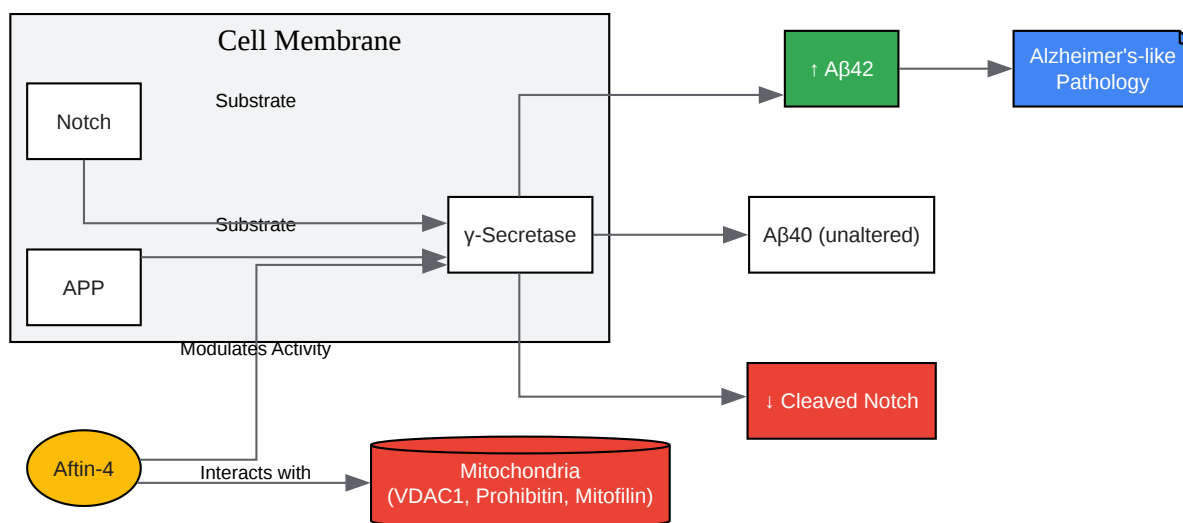 Cell Membrane
Substrate
Notch
Substrate
APP
γ-Secretase
↑ Aβ42
Alzheimer's-like
Pathology
Aβ40 (unaltered)
↓ Cleaved Notch
Modulates Activity
Aftin-4
Interacts with
Mitochondria
(VDAC1, Prohibitin, Mitofilin)